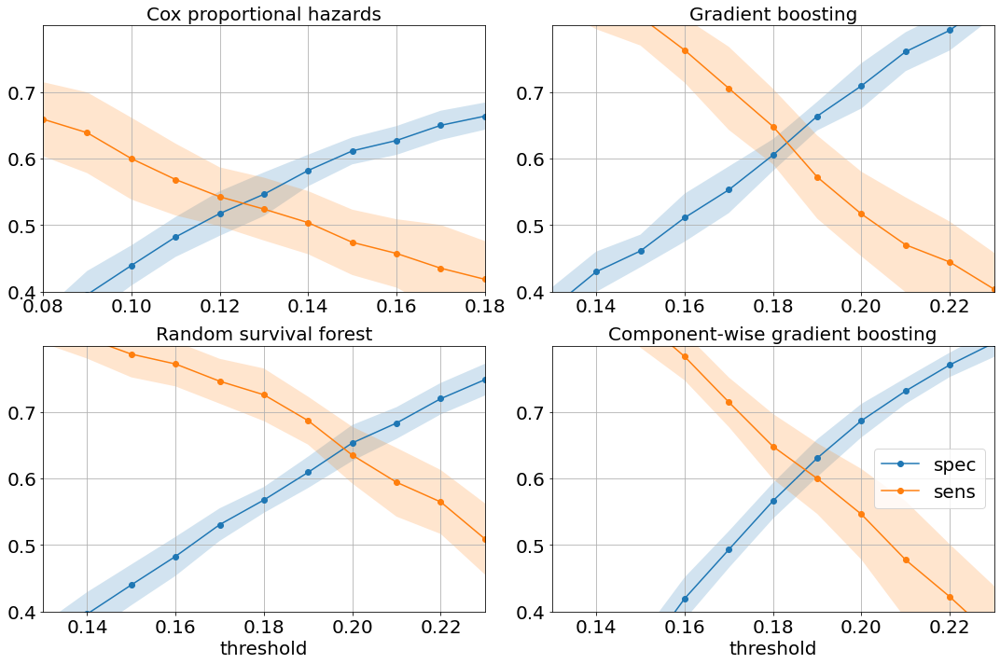 Cox proportional hazards
Gradient boosting
0.7
0.6
0.5
0.4
0.08 0.10 0.12 0.14 0.16 0.18
0.7
0.6
0.5
0.4
0.14 0.16 0.18 0.20 0.22
Random survival forest
Component-wise gradient boosting
0.7
0.6
0.5
0.4
0.14 0.16 0.18 0.20 0.22
threshold
0.7
0.6
0.5
0.4
spec
sens
0.14 0.16 0.18 0.20 0.22
threshold